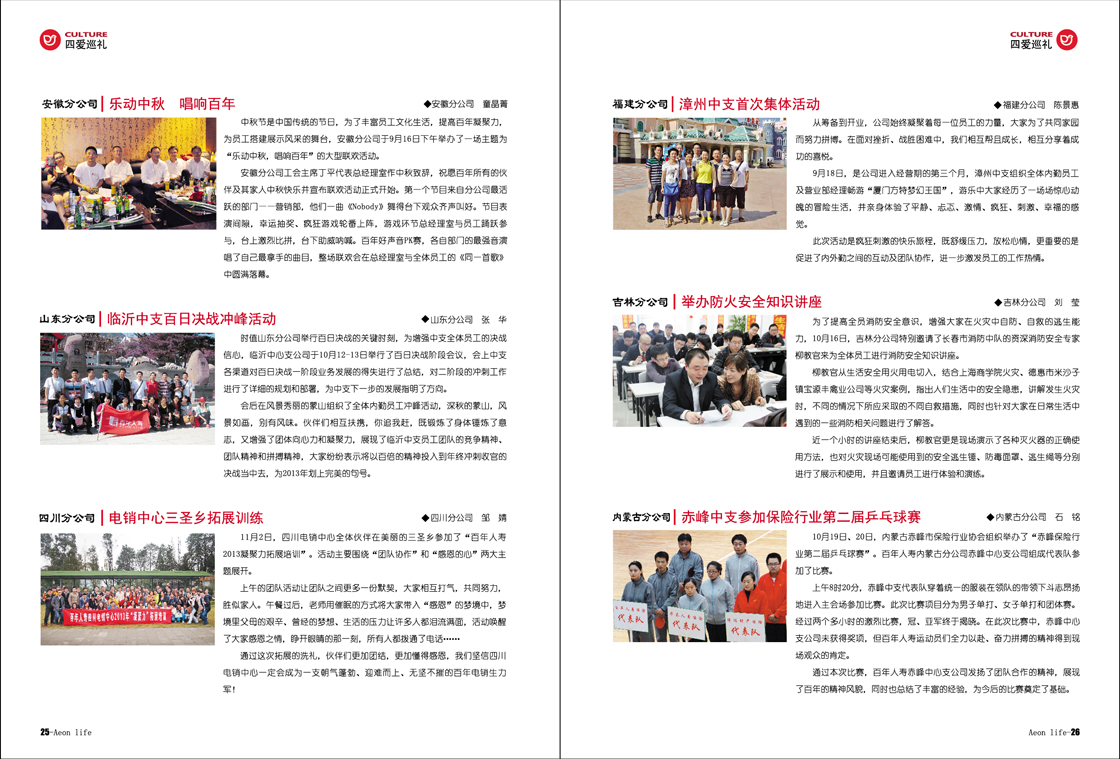 CULTURE
四爱巡礼
安徽分公司 乐动中秋 唱响百年
◆安徽分公司 童晶菁
中秋节是中国传统的节日，为了丰富员工文化生活，提高百年凝聚力，
为员工搭建展示风采的舞台，安徽分公司于9月16日下午举办了一场主题为
“乐动中秋，唱响百年”的大型联欢活动。
安徽分公司工会主席丁平代表总经理室作中秋致辞，祝愿百年所有的伙
伴及其家人中秋快乐并宣布联欢活动正式开始。第一个节目来自分公司最活
跃的部门——营销部，他们一曲《Nobody》舞得台下观众齐声叫好。节目表
演间隙，幸运抽奖、疯狂游戏轮番上阵，游戏环节总经理室与员工踊跃参
与，台上激烈比拼，台下助威呐喊。百年好声音PK赛，各自部门的最强音演
唱了自己最拿手的曲目，整场联欢会在总经理室与全体员工的《同一首歌》
中圆满落幕。
山东分公司 临沂中支百日决战冲峰活动
◆山东分公司 张 华
时值山东分公司举行百日决战的关键时刻，为增强中支全体员工的决战
信心，临沂中心支公司于10月12-13日举行了百日决战阶段会议，会上中支
各渠道对百日决战一阶段业务发展的得失进行了总结，对二阶段的冲刺工作
进行了详细的规划和部署，为中支下一步的发展指明了方向。
会后在风景秀丽的蒙山组织了全体内勤员工冲峰活动，深秋的蒙山，风
景如画，别有风味。伙伴们相互扶携，你追我赶，既锻炼了身体锤炼了意
志，又增强了团体向心力和凝聚力，展现了临沂中支员工团队的竞争精神、
团队精神和拼搏精神，大家纷纷表示将以百倍的精神投入到年终冲刺收官的
决战当中去，为2013年划上完美的句号。
四川分公司 电销中心三圣乡拓展训练
◆四川分公司 邹 婧
11月2日，四川电销中心全体伙伴在美丽的三圣乡参加了“百年人寿
2013凝聚力拓展培训”。活动主要围绕“团队协作”和“感恩的心”两大主
题展开。
上午的团队活动让团队之间更多一份默契，大家相互打气，共同努力，
胜似家人。午餐过后，老师用催眠的方式将大家带入“感恩”的梦境中，梦
境里父母的艰辛、曾经的梦想、生活的压力让许多人都泪流满面，活动唤醒
了大家感恩之情，睁开眼睛的那一刻，所有人都拨通了电话……
通过这次拓展的洗礼，伙伴们更加团结，更加懂得感恩，我们坚信四川
电销中心一定会成为一支朝气蓬勃、迎难而上、无坚不摧的百年电销生力
军！
25-Aeon life
CULTURE
四爱巡礼
福建分公司 漳州中支首次集体活动
◆福建分公司 陈景惠
从筹备到开业，公司始终凝聚着每一位员工的力量，大家为了共同家园
而努力拼搏。在面对挫折、战胜困难中，我们相互帮且成长，相互分享着成
功的喜悦。
9月18日，是公司进入经营期的第三个月，漳州中支组织全体内勤员工
及营业部经理畅游“厦门方特梦幻王国”，游乐中大家经历了一场场惊心动
魄的冒险生活，并亲身体验了平静、忐忑、激情、疯狂、刺激、幸福的感
觉。
此次活动是疯狂刺激的快乐旅程，既舒缓压力，放松心情，更重要的是
促进了内外勤之间的互动及团队协作，进一步激发员工的工作热情。
吉林分公司 举办防火安全知识讲座
◆吉林分公司 刘 莹
为了提高全员消防安全意识，增强大家在火灾中自防、自救的逃生能
力，10月16日，吉林分公司特别邀请了长春市消防中队的资深消防安全专家
柳教官来为全体员工进行消防安全知识讲座。
柳教官从生活安全用火用电切入，结合上海商学院火灾、德惠市米沙子
镇宝源丰禽业公司等火灾案例，指出人们生活中的安全隐患，讲解发生火灾
时，不同的情况下所应采取的不同自救措施，同时也针对大家在日常生活中
遇到的一些消防相关问题进行了解答。
近一个小时的讲座结束后，柳教官更是现场演示了各种灭火器的正确使
用方法，也对火灾现场可能使用到的安全逃生锤、防毒面罩、逃生绳等分别
进行了展示和使用，并且邀请员工进行体验和演练。
内蒙古分公司 赤峰中支参加保险行业第二届乒乓球赛
◆内蒙古分公司 石 铭
10月19日、20日，内蒙古赤峰市保险行业协会组织举办了“赤峰保险行
业第二届乒乓球赛”。百年人寿内蒙古分公司赤峰中心支公司组成代表队参
加了比赛。
上午8时20分，赤峰中支代表队穿着统一的服装在领队的带领下斗志昂扬
地进入主会场参加比赛。此次比赛项目分为男子单打、女子单打和团体赛。
经过两个多小时的激烈比赛，冠、亚军终于揭晓。在此次比赛中，赤峰中心
支公司未获得奖项，但百年人寿运动员们全力以赴、奋力拼搏的精神得到现
场观众的肯定。
通过本次比赛，百年人寿赤峰中心支公司发扬了团队合作的精神，展现
了百年的精神风貌，同时也总结了丰富的经验，为今后的比赛奠定了基础。
代表队
代表队
代表队
Aeon life-26